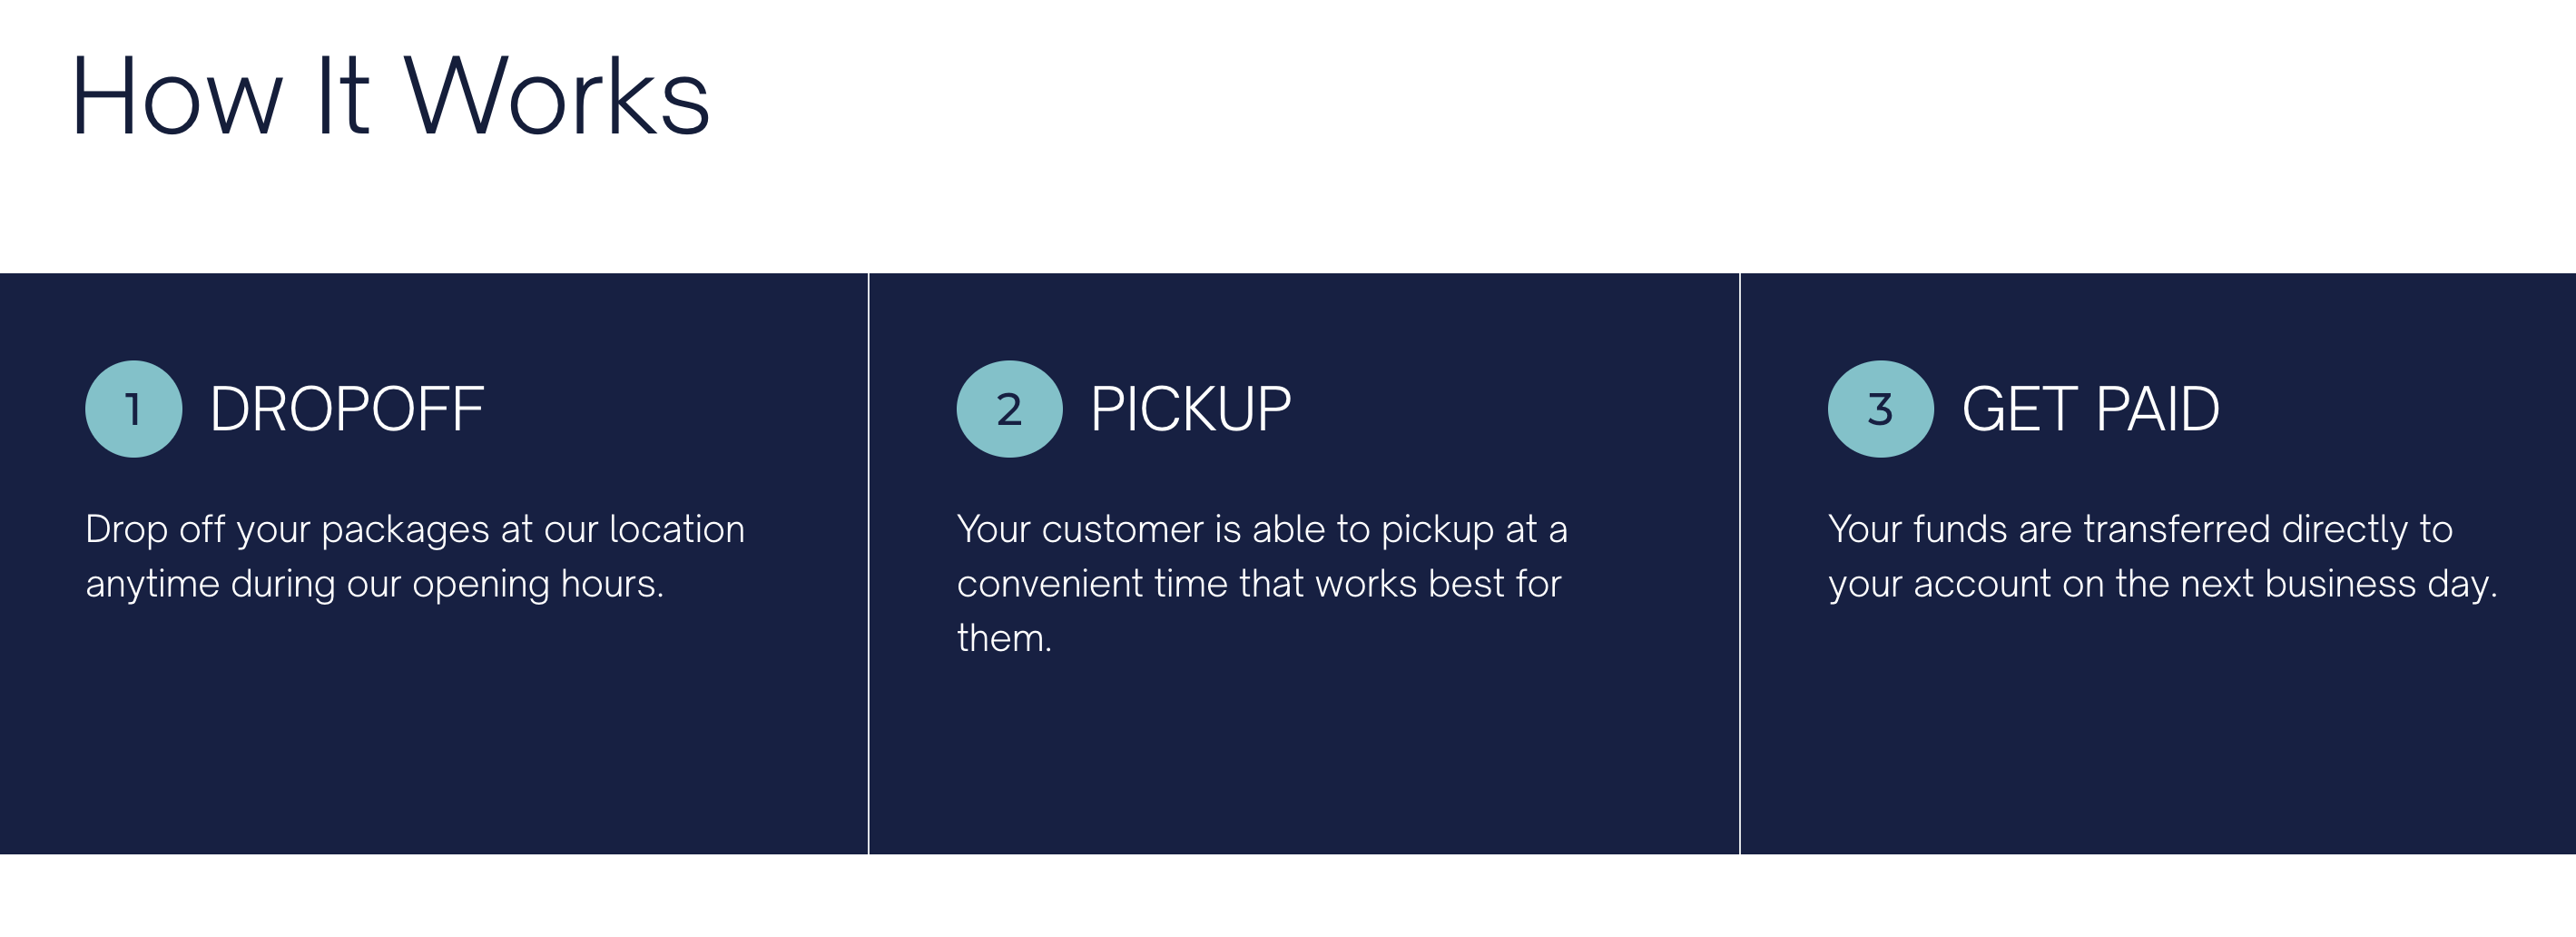 How It Works
1 DROPOFF
Drop off your packages at our location
anytime during our opening hours.
2 PICKUP
Your customer is able to pickup at a
convenient time that works best for
them.
3 GET PAID
Your funds are transferred directly to
your account on the next business day.